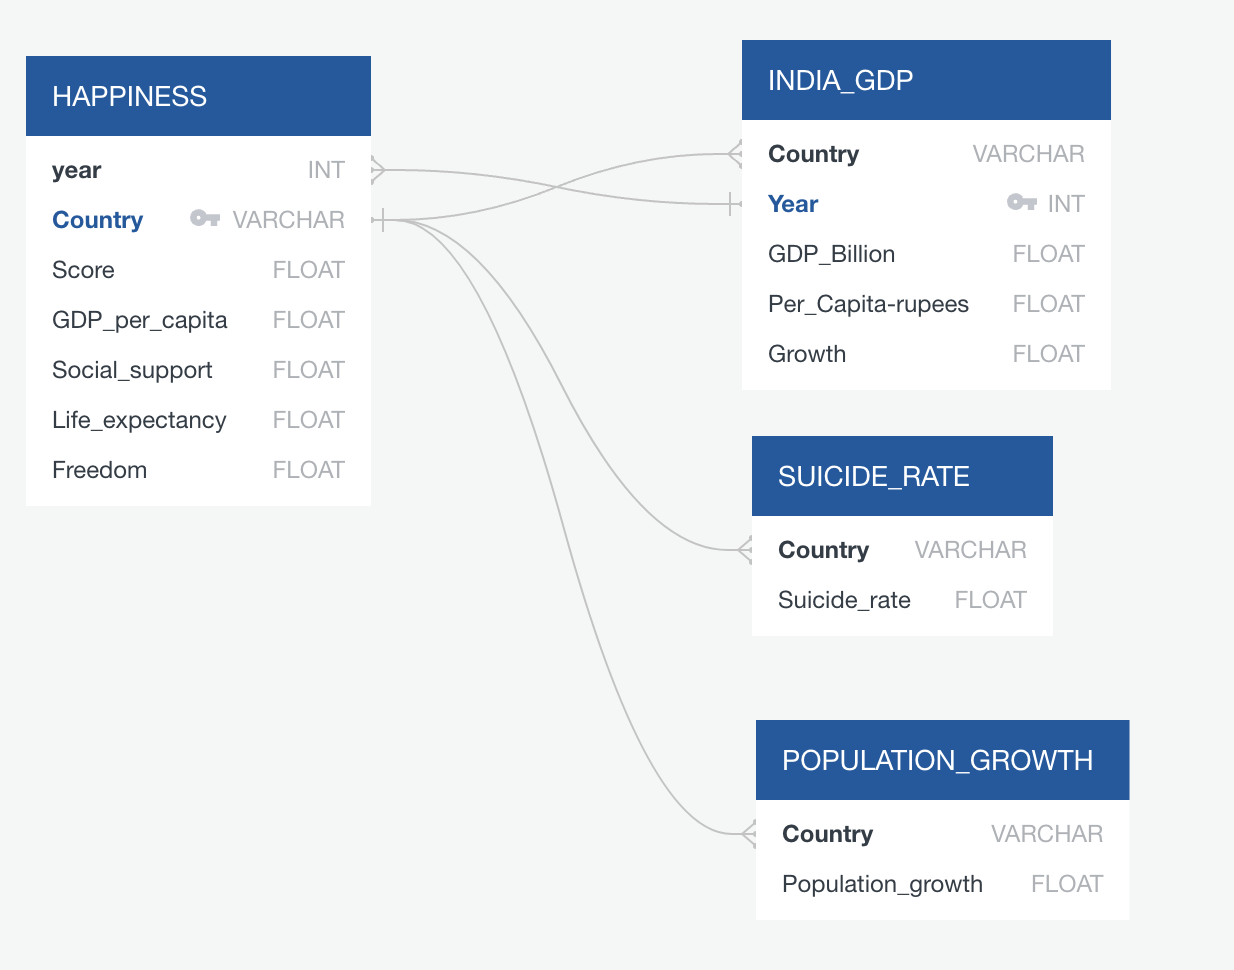 HAPPINESS
year INT
Country VARCHAR
Score FLOAT
GDP_per_capita FLOAT
Social_support FLOAT
Life_expectancy FLOAT
Freedom FLOAT
INDIA_GDP
Country VARCHAR
Year INT
GDP_Billion FLOAT
Per_Capita-rupees FLOAT
Growth FLOAT
SUICIDE_RATE
Country VARCHAR
Suicide_rate FLOAT
POPULATION_GROWTH
Country VARCHAR
Population_growth FLOAT